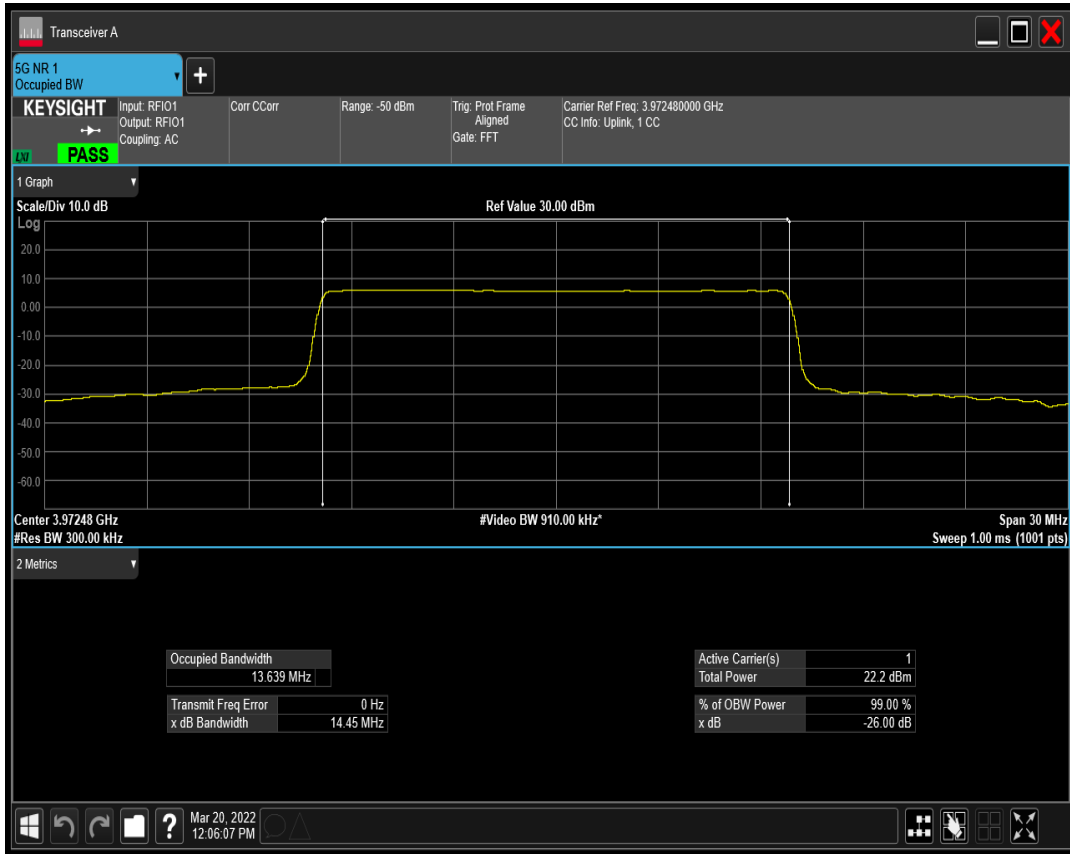 Transceiver A
5G NR 1
Occupied BW
KEYSIGHT
LXI
PASS
Input: RFIO1
Output: RFIO1
Coupling: AC
Corr CCorr
Range: -50 dBm
Trig: Prot Frame
Aligned
Gate: FFT
Carrier Ref Freq: 3.972480000 GHz
CC Info: Uplink, 1 CC
1 Graph
Scale/Div 10.0 dB
Ref Value 30.00 dBm
Log
20.0
10.0
0.00
-10.0
-20.0
-30.0
-40.0
-50.0
-60.0
Center 3.97248 GHz
#Video BW 910.00 kHz*
Span 30 MHz
#Res BW 300.00 kHz
Sweep 1.00 ms (1001 pts)
2 Metrics
Occupied Bandwidth
13.639 MHz
Transmit Freq Error 0 Hz
x dB Bandwidth 14.45 MHz
Active Carrier(s) 1
Total Power 22.2 dBm
% of OBW Power 99.00 %
x dB -26.00 dB
?
Mar 20, 2022
12:06:07 PM